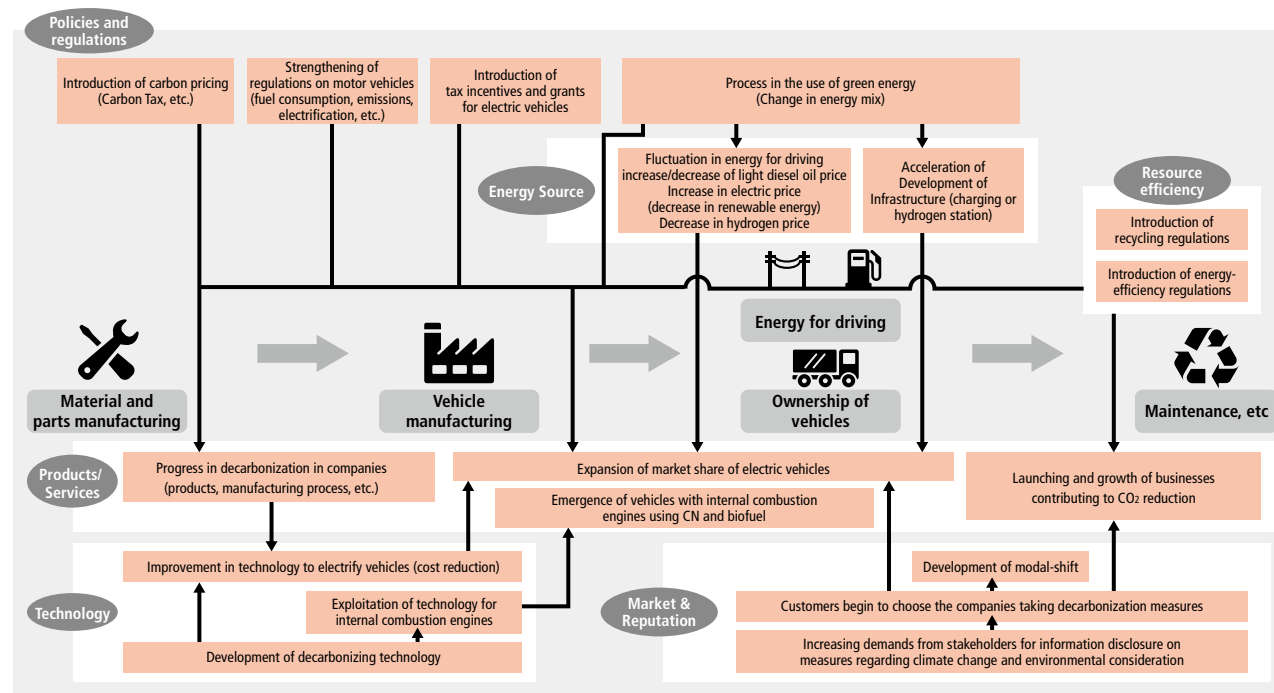 Policies and
regulations
Introduction of carbon pricing
(Carbon Tax, etc.)
Strengthening of
regulations on motor vehicles
(fuel consumption, emissions,
electrification, etc.)
Introduction of
tax incentives and grants
for electric vehicles
Process in the use of green energy
(Change in energy mix)
Energy Source
Fluctuation in energy for driving
increase/decrease of light diesel oil price
Increase in electric price
(decrease in renewable energy)
Decrease in hydrogen price
Acceleration of
Development of
Infrastructure (charging or
hydrogen station)
Resource
efficiency
Introduction of
recycling regulations
Introduction of energy-
efficiency regulations
Material and
parts manufacturing
Vehicle
manufacturing
Energy for driving
Ownership of
vehicles
Maintenance, etc
Products/
Services
Progress in decarbonization in companies
(products, manufacturing process, etc.)
Expansion of market share of electric vehicles
Emergence of vehicles with internal combustion
engines using CN and biofuel
Launching and growth of businesses
contributing to CO₂ reduction
Technology
Improvement in technology to electrify vehicles (cost reduction)
Exploitation of technology for
internal combustion engines
Development of decarbonizing technology
Market &
Reputation
Development of modal-shift
Customers begin to choose the companies taking decarbonization measures
Increasing demands from stakeholders for information disclosure on
measures regarding climate change and environmental consideration